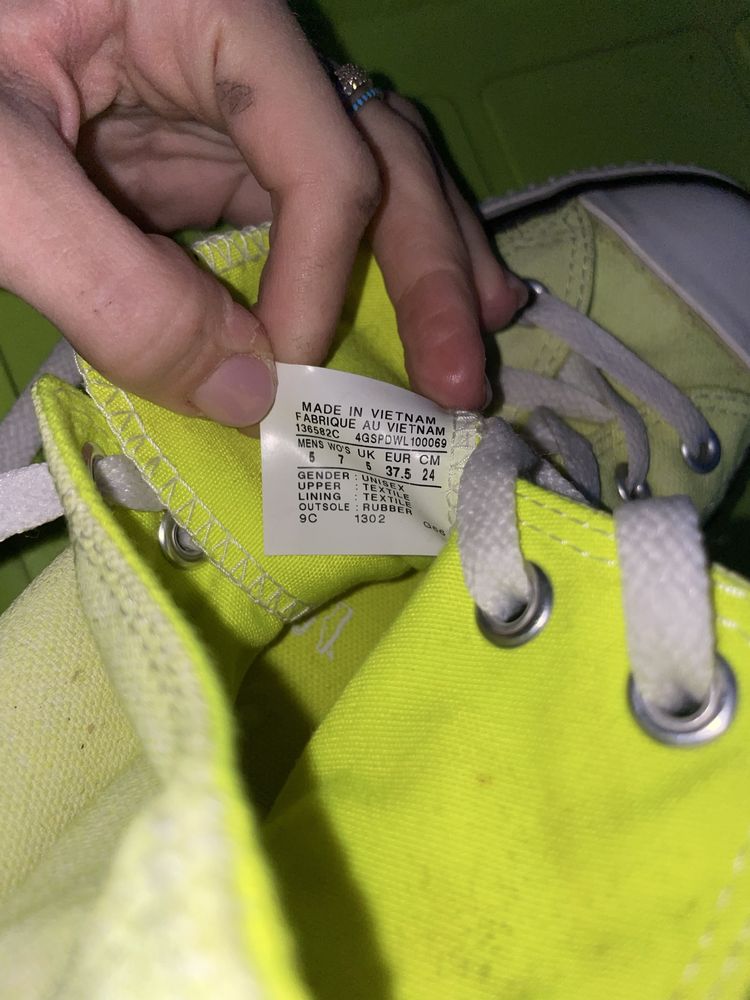 MADE IN VIETNAM
FABRIQUE AU VIETNAM
136582C 4GSPDWL100069
MENS WO'S UK EUR CM
5 7 5 37.5 24
GENDER : UNISEX
UPPER : TEXTILE
LINING : TEXTILE
OUTSOLE : RUBBER
9C 1302